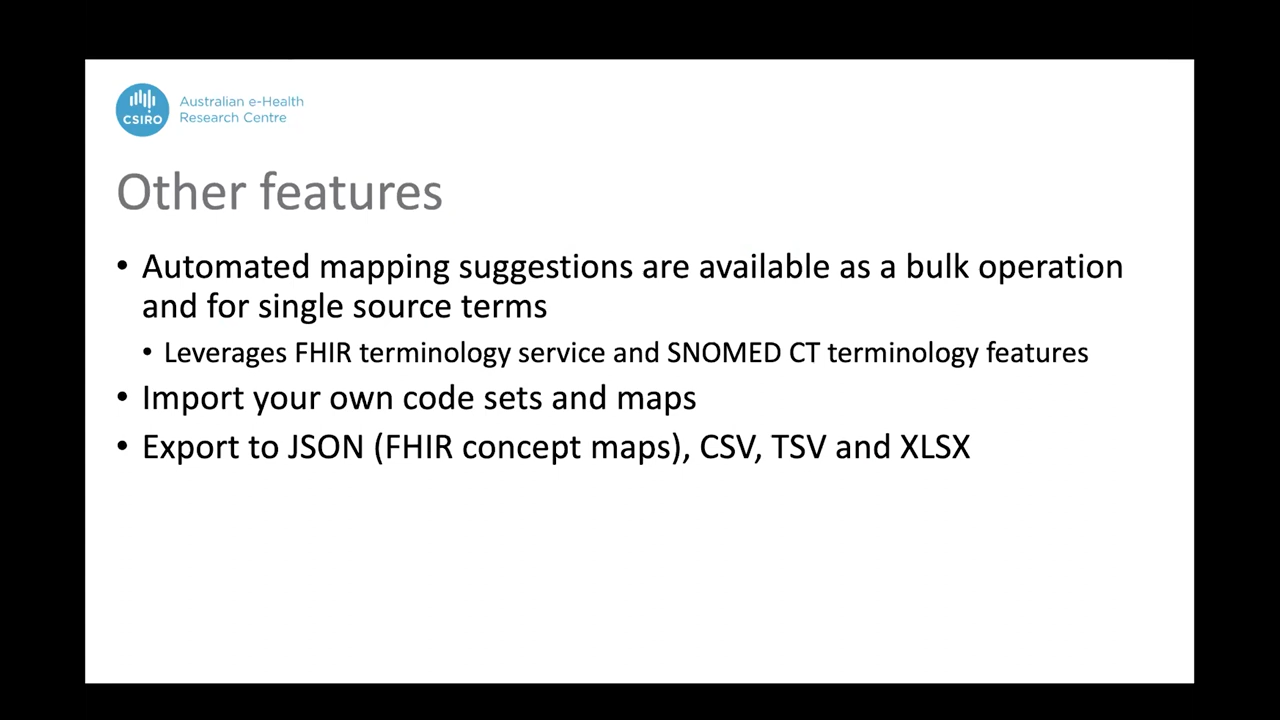 CSIRO
Australian e-Health
Research Centre
Other features
• Automated mapping suggestions are available as a bulk operation
and for single source terms
• Leverages FHIR terminology service and SNOMED CT terminology features
• Import your own code sets and maps
• Export to JSON (FHIR concept maps), CSV, TSV and XLSX